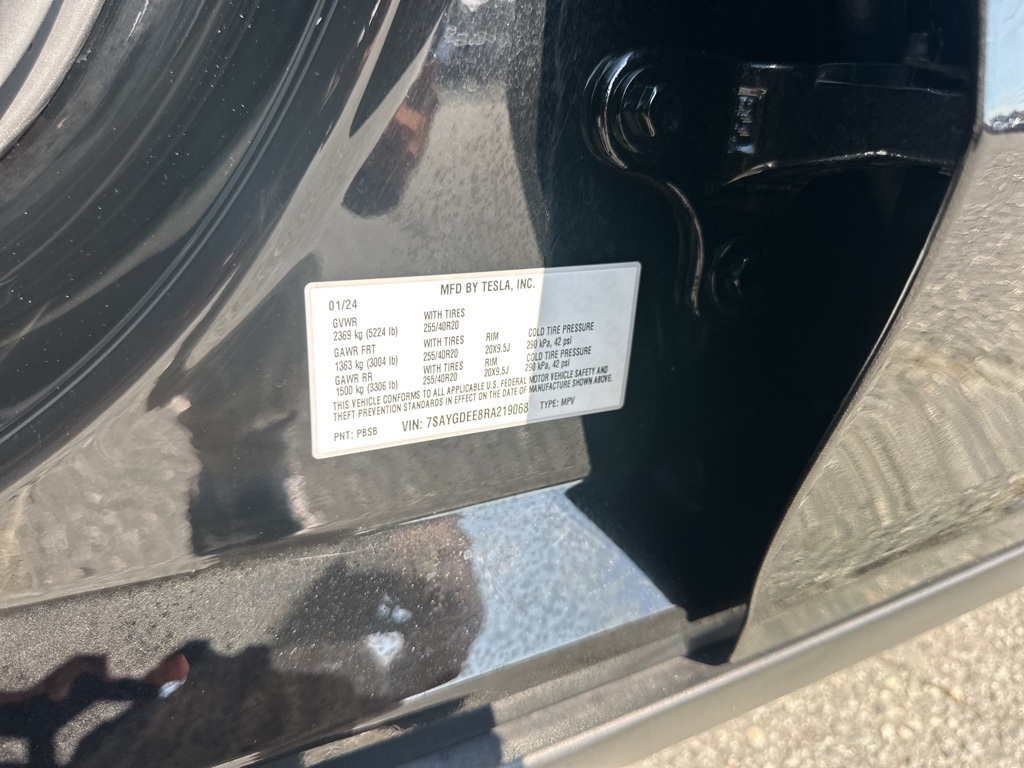 MFD BY TESLA, INC.
01/24
GVWR WITH TIRES
2369 kg (5224 lb) 255/40R20 RIM COLD TIRE PRESSURE
GAWR FRT WITH TIRES 20X9.5J 290 kPa, 42 psi
1363 kg (3004 lb) 255/40R20 RIM COLD TIRE PRESSURE
GAWR RR WITH TIRES 20X9.5J 290 kPa, 42 psi
1500 kg (3306 lb) 255/40R20
THIS VEHICLE CONFORMS TO ALL APPLICABLE U.S. FEDERAL MOTOR VEHICLE SAFETY AND
THEFT PREVENTION STANDARDS IN EFFECT ON THE DATE OF MANUFACTURE SHOWN ABOVE.
PNT: PBSB VIN: 7SAYGDEE8RA219068 TYPE: MPV